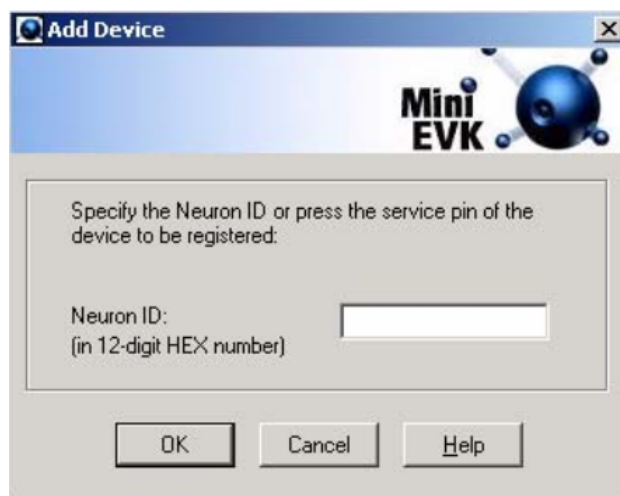 Add Device
Mini
EVK
Specify the Neuron ID or press the service pin of the
device to be registered:
Neuron ID:
(in 12-digit HEX number)
OK
Cancel
Help